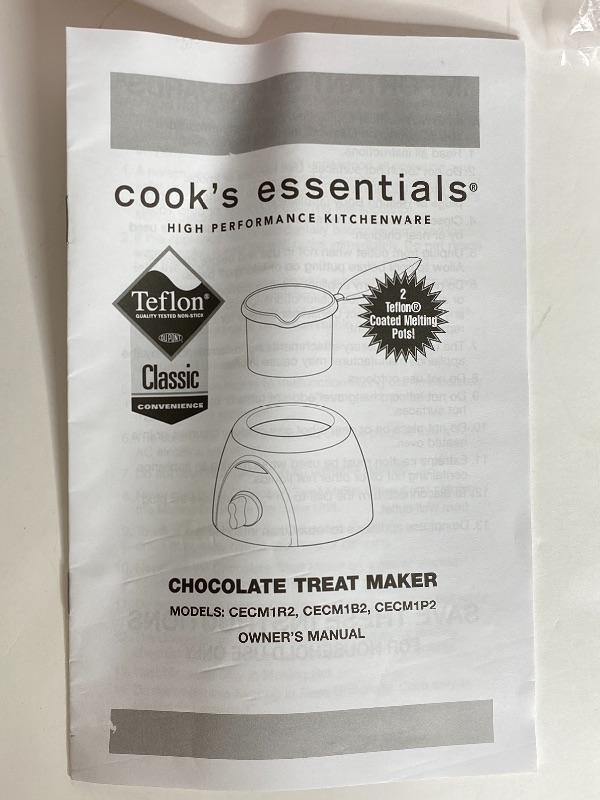 cook's essentials®
HIGH PERFORMANCE KITCHENWARE
Teflon®
QUALITY TESTED NON-STICK
DUPONT
Classic
CONVENIENCE
2
Teflon®
Coated Melting
Pots!
CHOCOLATE TREAT MAKER
MODELS: CECM1R2, CECM1B2, CECM1P2
OWNER'S MANUAL